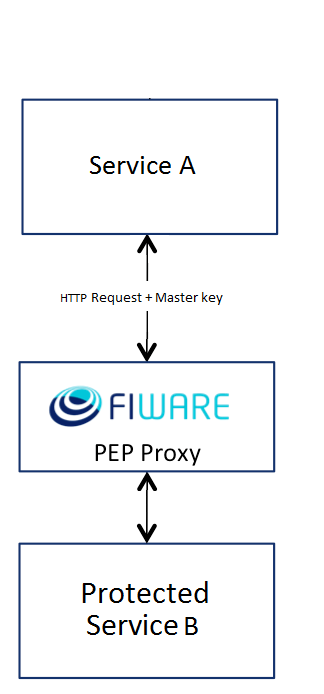 Service A
HTTP Request + Master key
FIWARE
PEP Proxy
Protected
Service B